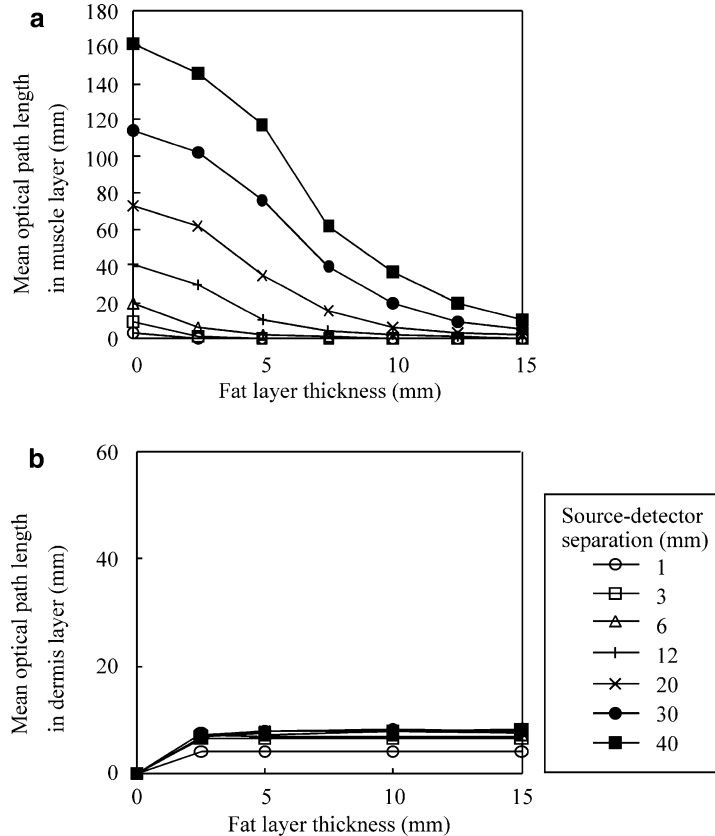 a
180
160
140
120
100
80
60
40
20
0
Mean optical path length
in muscle layer (mm)
0 5 10 15
Fat layer thickness (mm)
b
60
40
20
0
Mean optical path length
in dermis layer (mm)
0 5 10 15
Fat layer thickness (mm)
Source-detector
separation (mm)
1
3
6
12
20
30
40